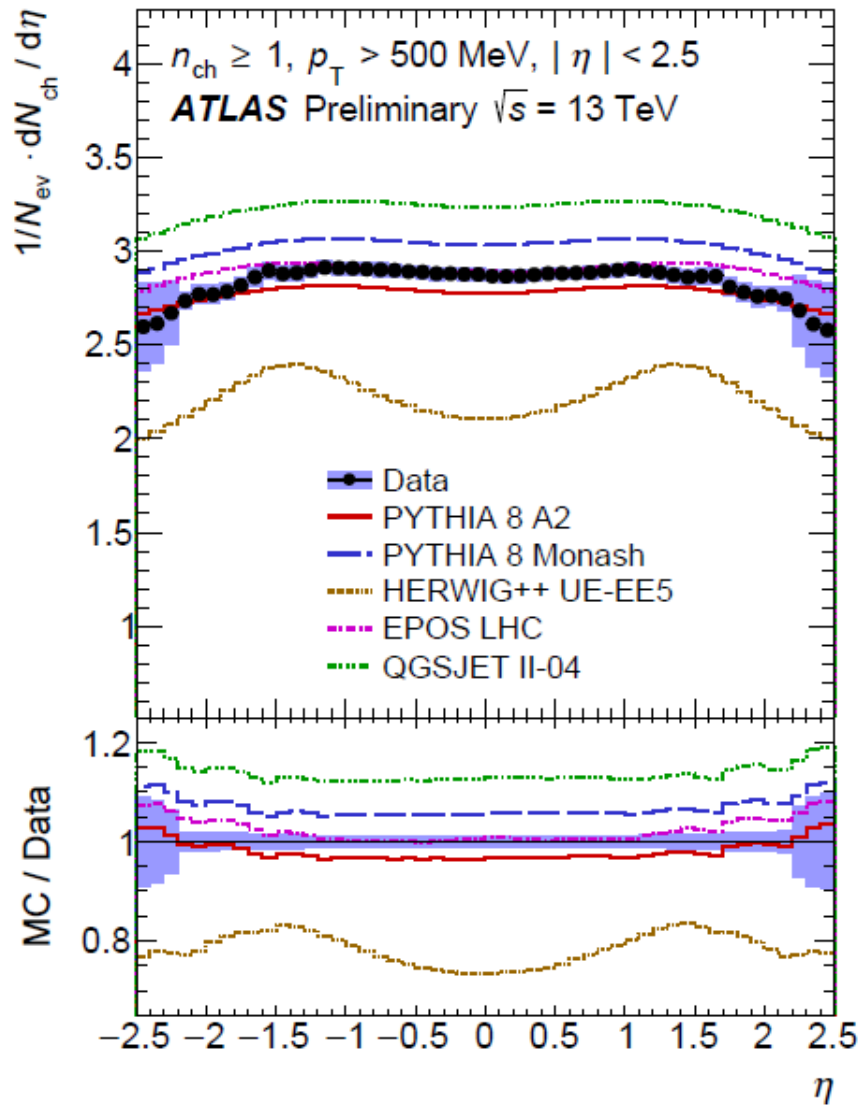 1/N_ev · dN_ch / dη
n_ch ≥ 1, p_T > 500 MeV, | η | < 2.5
ATLAS Preliminary √s = 13 TeV
4
3.5
3
2.5
2
1.5
1
Data
PYTHIA 8 A2
PYTHIA 8 Monash
HERWIG++ UE-EE5
EPOS LHC
QGSJET II-04
MC / Data
1.2
1
0.8
−2.5 −2 −1.5 −1 −0.5 0 0.5 1 1.5 2 2.5
η